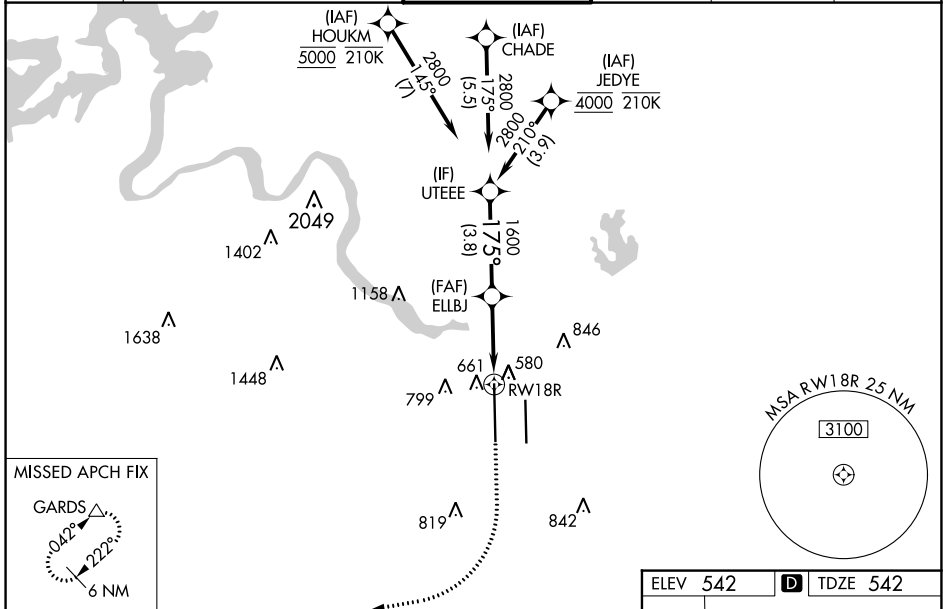 (IAF)
HOUKM
5000 210K
2800
145°
(7)
(IAF)
CHADE
2800
175°
(5.5)
(IAF)
JEDYE
4000 210K
2800
210°
(3.9)
(IF)
UTEEE
1600
175°
(3.8)
2049
1402
1158
(FAF)
ELLBJ
1638
846
1448
661
580
799
RW18R
MSA RW18R 25 NM
3100
MISSED APCH FIX
GARDS
042°
222°
6 NM
819
842
ELEV 542 D TDZE 542